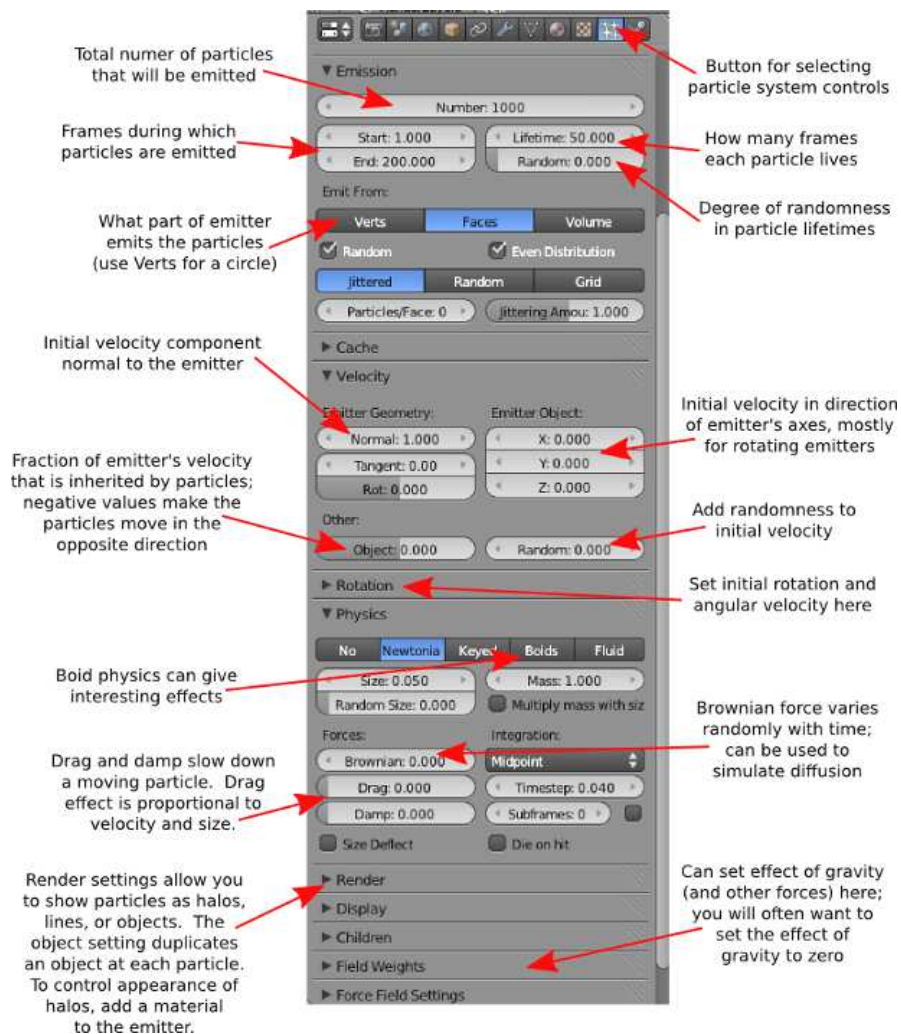 Total numer of particles
that will be emitted
Button for selecting
particle system controls
Emission
Number: 1000
Frames during which
particles are emitted
Start: 1.000
End: 200.000
Lifetime: 50.000
Random: 0.000
How many frames
each particle lives
Degree of randomness
in particle lifetimes
Emit From:
Verts Faces Volume
What part of emitter
emits the particles
(use Verts for a circle)
Random Even Distribution
Jittered Random Grid
Particles/Face: 0 Jittering Amou: 1.000
Cache
Initial velocity component
normal to the emitter
Velocity
Emitter Geometry: Emitter Object:
Normal: 1.000
Tangent: 0.00
Rot: 0.000
X: 0.000
Y: 0.000
Z: 0.000
Initial velocity in direction
of emitter's axes, mostly
for rotating emitters
Fraction of emitter's velocity
that is inherited by particles;
negative values make the
particles move in the
opposite direction
Other:
Object: 0.000 Random: 0.000
Add randomness to
initial velocity
Rotation
Set initial rotation and
angular velocity here
Physics
No Newtonia Keyed Boids Fluid
Boid physics can give
interesting effects
Size: 0.050 Mass: 1.000
Random Size: 0.000 Multiply mass with siz
Forces: Integration:
Brownian: 0.000 Midpoint
Drag: 0.000 Timestep: 0.040
Damp: 0.000 Subframes: 0
Size Deflect Die on hit
Brownian force varies
randomly with time;
can be used to
simulate diffusion
Drag and damp slow down
a moving particle. Drag
effect is proportional to
velocity and size.
Render
Display
Children
Field Weights
Force Field Settings
Render settings allow you
to show particles as halos,
lines, or objects. The
object setting duplicates
an object at each particle.
To control appearance of
halos, add a material
to the emitter.
Can set effect of gravity
(and other forces) here;
you will often want to
set the effect of
gravity to zero